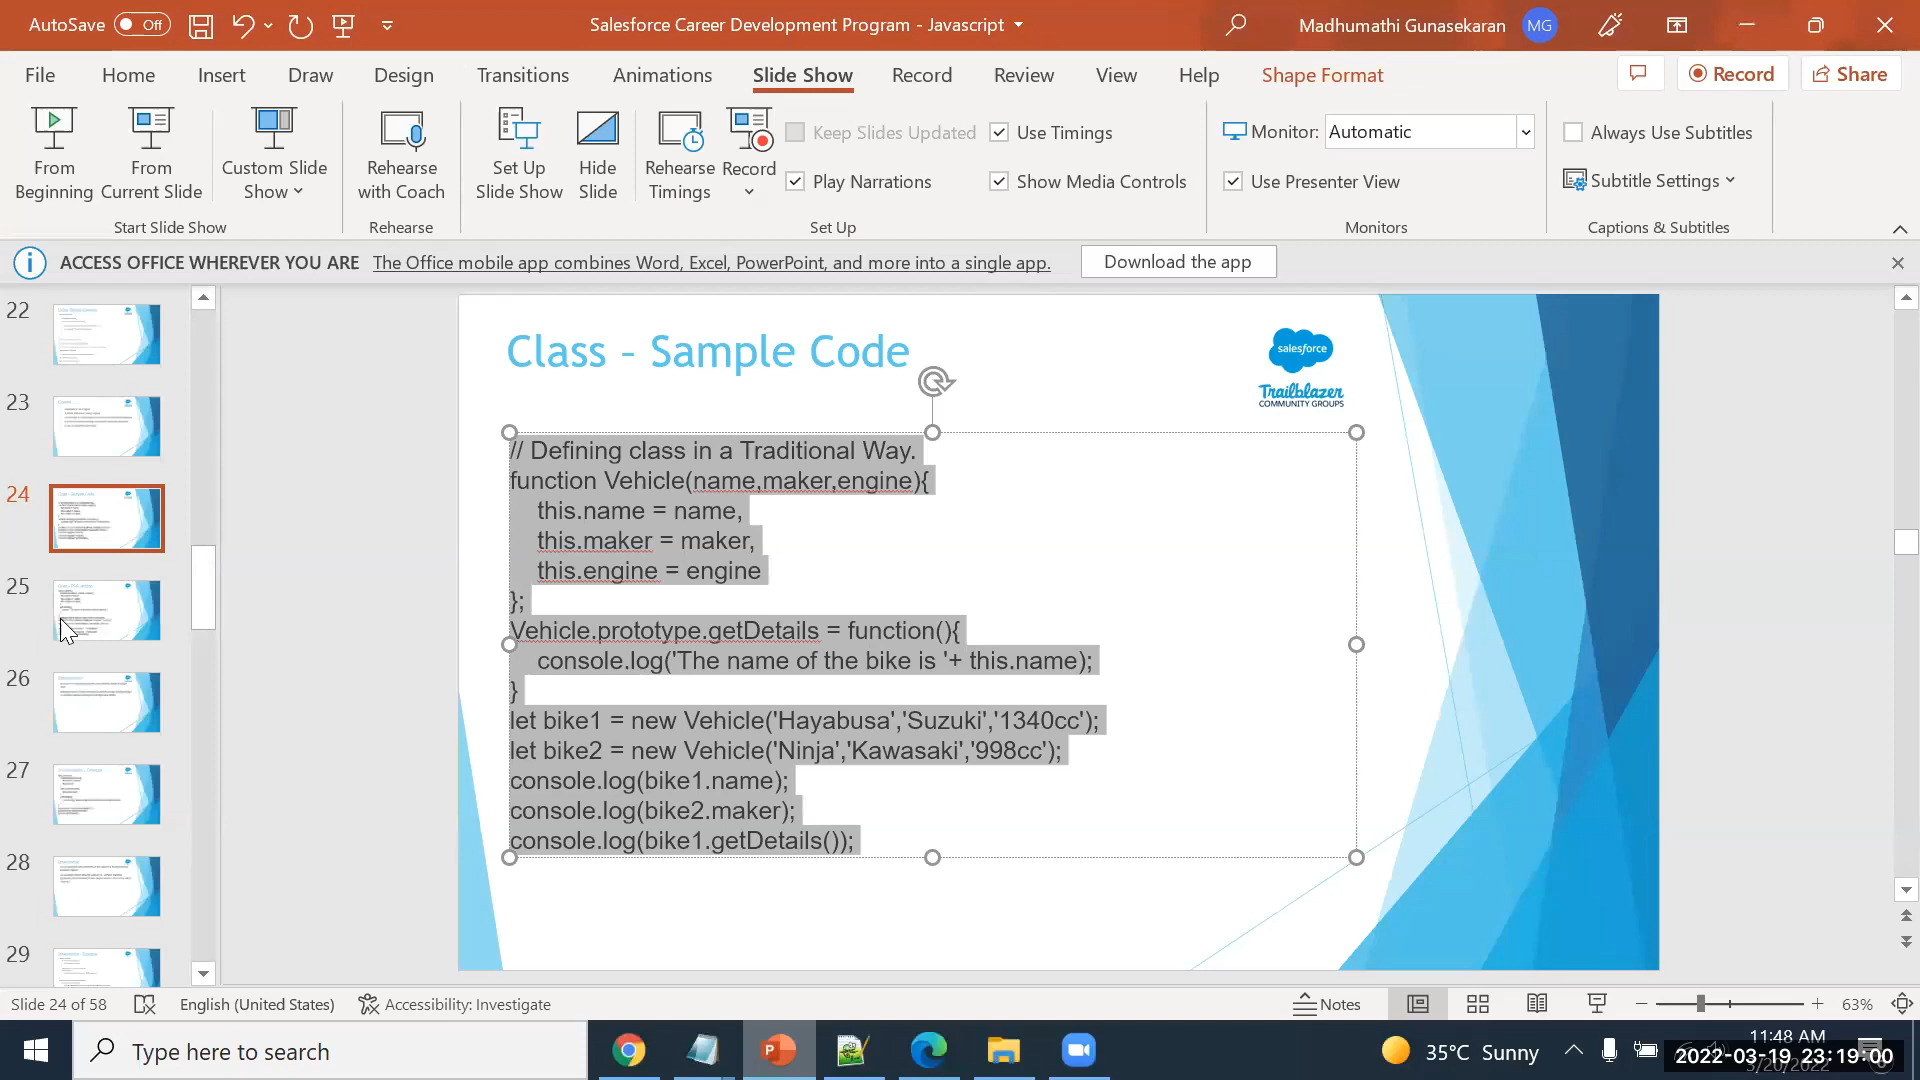 AutoSave Off
Salesforce Career Development Program - Javascript
Madhumathi Gunasekaran MG
File Home Insert Draw Design Transitions Animations Slide Show Record Review View Help Shape Format
Record Share
From Beginning
From Current Slide
Custom Slide Show
Start Slide Show
Rehearse with Coach
Rehearse
Set Up Slide Show
Hide Slide
Rehearse Timings
Record
Keep Slides Updated
Use Timings
Play Narrations
Show Media Controls
Set Up
Monitor: Automatic
Use Presenter View
Monitors
Always Use Subtitles
Subtitle Settings
Captions & Subtitles
ACCESS OFFICE WHEREVER YOU ARE The Office mobile app combines Word, Excel, PowerPoint, and more into a single app. Download the app
22
23
24
25
26
27
28
29
Class - Sample Code
salesforce
Trailblazer
COMMUNITY GROUPS
// Defining class in a Traditional Way.
function Vehicle(name,maker,engine){
this.name = name,
this.maker = maker,
this.engine = engine
};
Vehicle.prototype.getDetails = function(){
console.log('The name of the bike is '+ this.name);
}
let bike1 = new Vehicle('Hayabusa','Suzuki','1340cc');
let bike2 = new Vehicle('Ninja','Kawasaki','998cc');
console.log(bike1.name);
console.log(bike2.maker);
console.log(bike1.getDetails());
Slide 24 of 58 English (United States) Accessibility: Investigate Notes 63%
Type here to search
35°C Sunny
11:48 AM
3/20/2022
2022-03-19 23:19:00